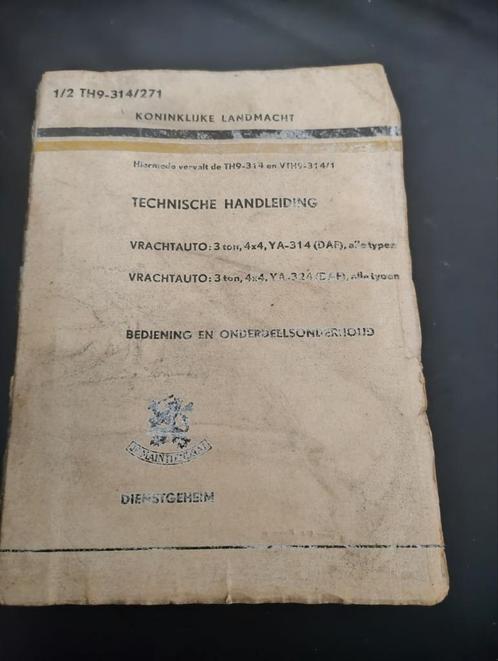 1/2 TH9-314/271
KONINKLIJKE LANDMACHT
Hiermede vervalt de TH9-314 en VTH9-314/1
TECHNISCHE HANDLEIDING
VRACHTAUTO: 3 ton, 4x4, YA-314 (DAF), alle typen
VRACHTAUTO: 3 ton, 4x4, YA-324 (DAF), alle typen
BEDIENING EN ONDERDEELSONDERHOUD
JE MAINTIENDRAI
DIENSTGEHEIM